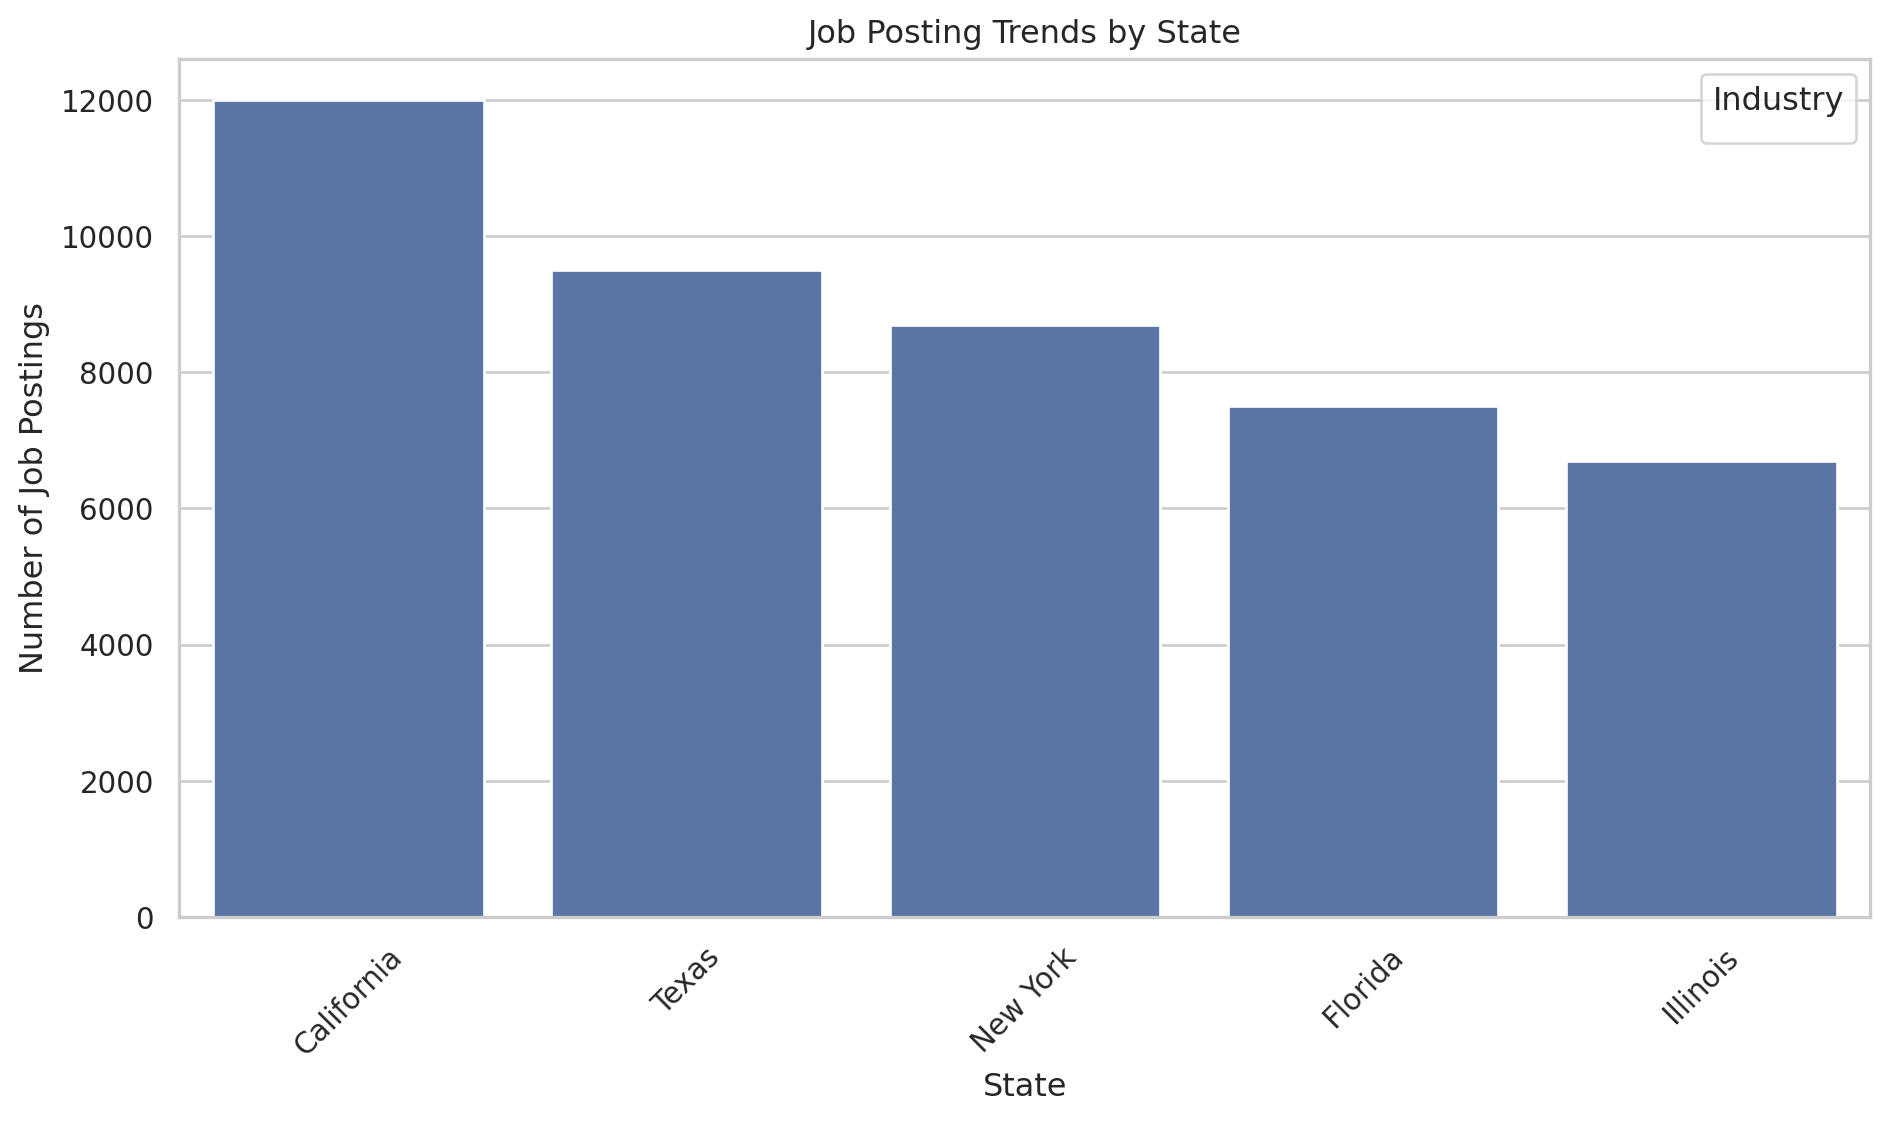 Job Posting Trends by State
Industry
Number of Job Postings
12000
10000
8000
6000
4000
2000
0
California
Texas
New York
Florida
Illinois
State